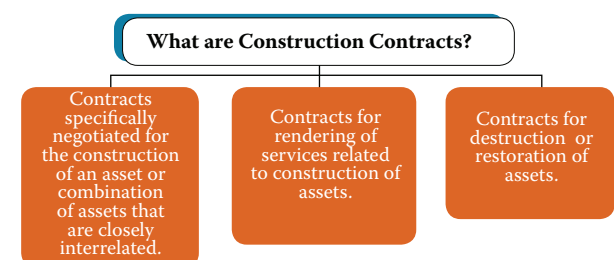 What are Construction Contracts?
Contracts
specifically
negotiated for
the construction
of an asset or
combination
of assets that
are closely
interrelated.
Contracts for
rendering of
services related
to construction of
assets.
Contracts for
destruction or
restoration of
assets.